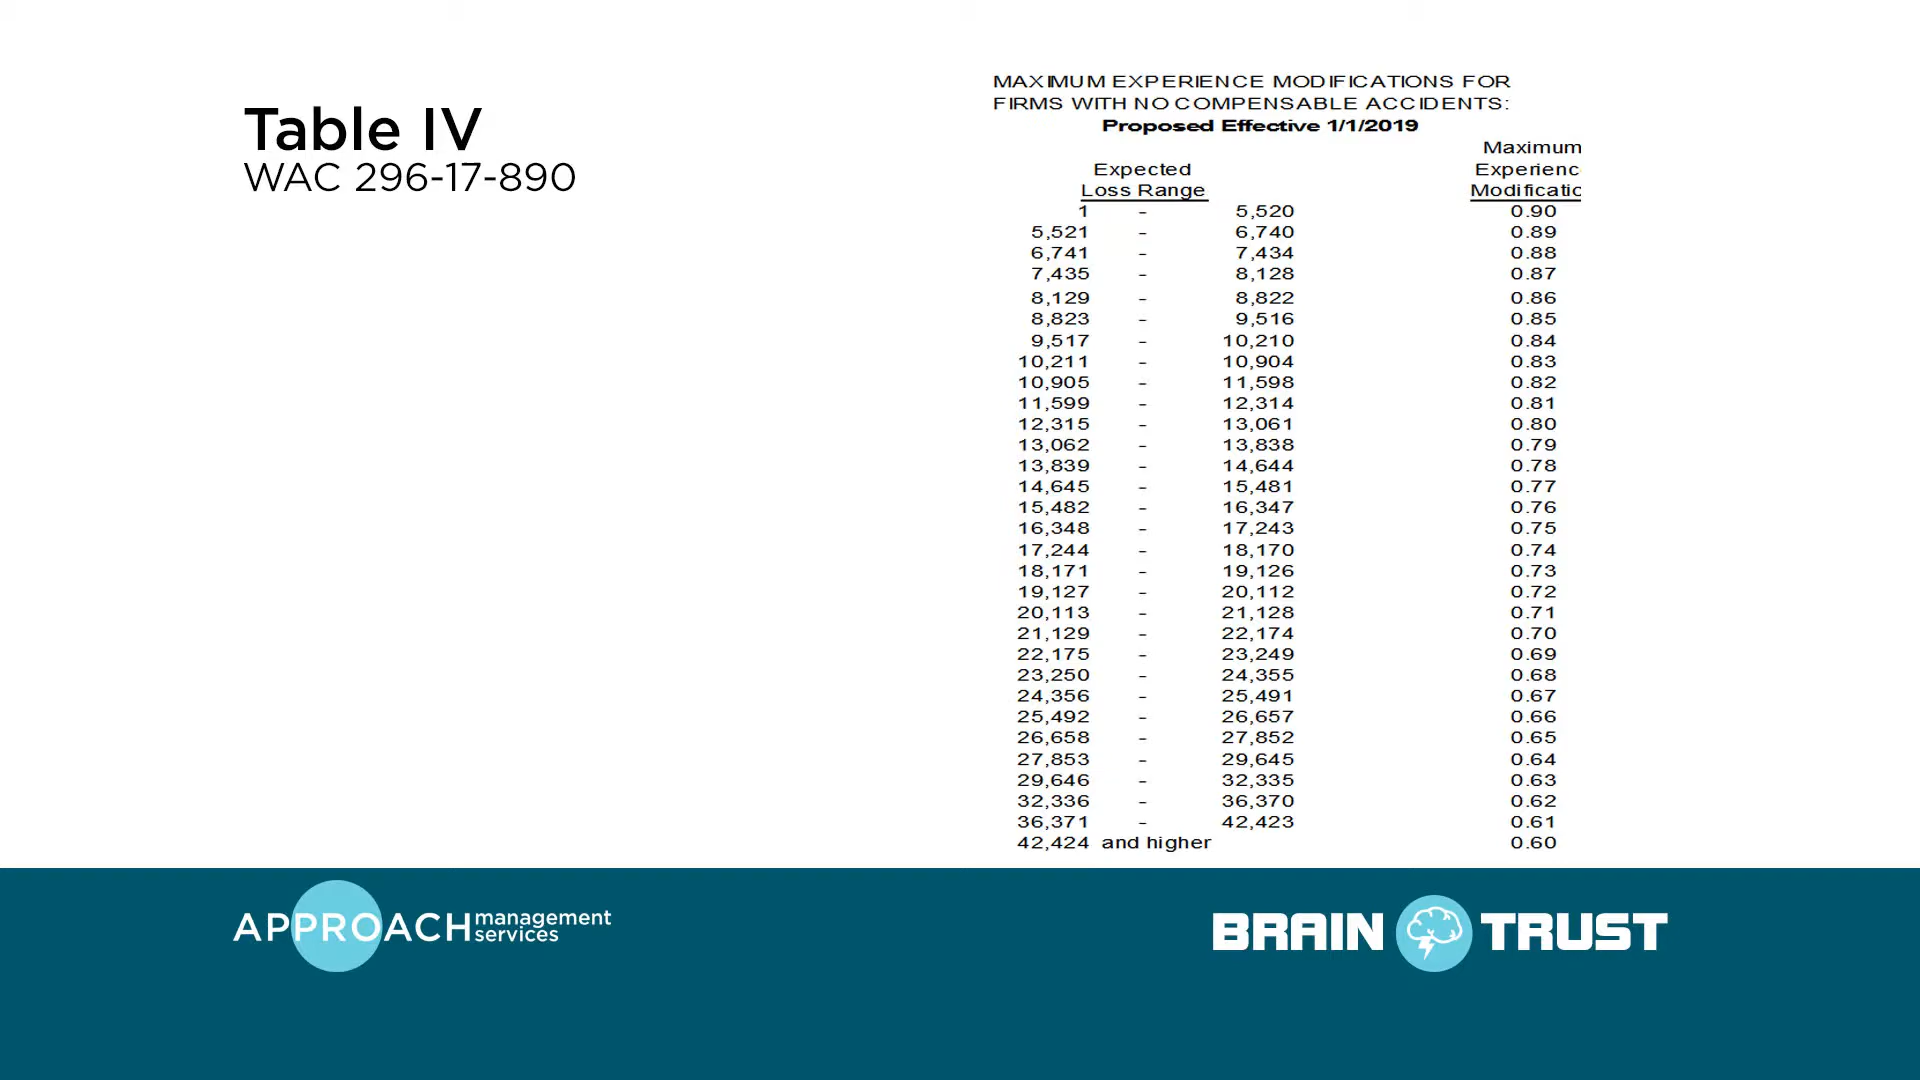 Table IV
WAC 296-17-890
MAXIMUM EXPERIENCE MODIFICATIONS FOR
FIRMS WITH NO COMPENSABLE ACCIDENTS:
Proposed Effective 1/1/2019
Expected Loss Range
Maximum Experienc Modificatic
1 - 5,520 0.90
5,521 - 6,740 0.89
6,741 - 7,434 0.88
7,435 - 8,128 0.87
8,129 - 8,822 0.86
8,823 - 9,516 0.85
9,517 - 10,210 0.84
10,211 - 10,904 0.83
10,905 - 11,598 0.82
11,599 - 12,314 0.81
12,315 - 13,061 0.80
13,062 - 13,838 0.79
13,839 - 14,644 0.78
14,645 - 15,481 0.77
15,482 - 16,347 0.76
16,348 - 17,243 0.75
17,244 - 18,170 0.74
18,171 - 19,126 0.73
19,127 - 20,112 0.72
20,113 - 21,128 0.71
21,129 - 22,174 0.70
22,175 - 23,249 0.69
23,250 - 24,355 0.68
24,356 - 25,491 0.67
25,492 - 26,657 0.66
26,658 - 27,852 0.65
27,853 - 29,645 0.64
29,646 - 32,335 0.63
32,336 - 36,370 0.62
36,371 - 42,423 0.61
42,424 and higher 0.60
APPROACH management services
BRAIN TRUST